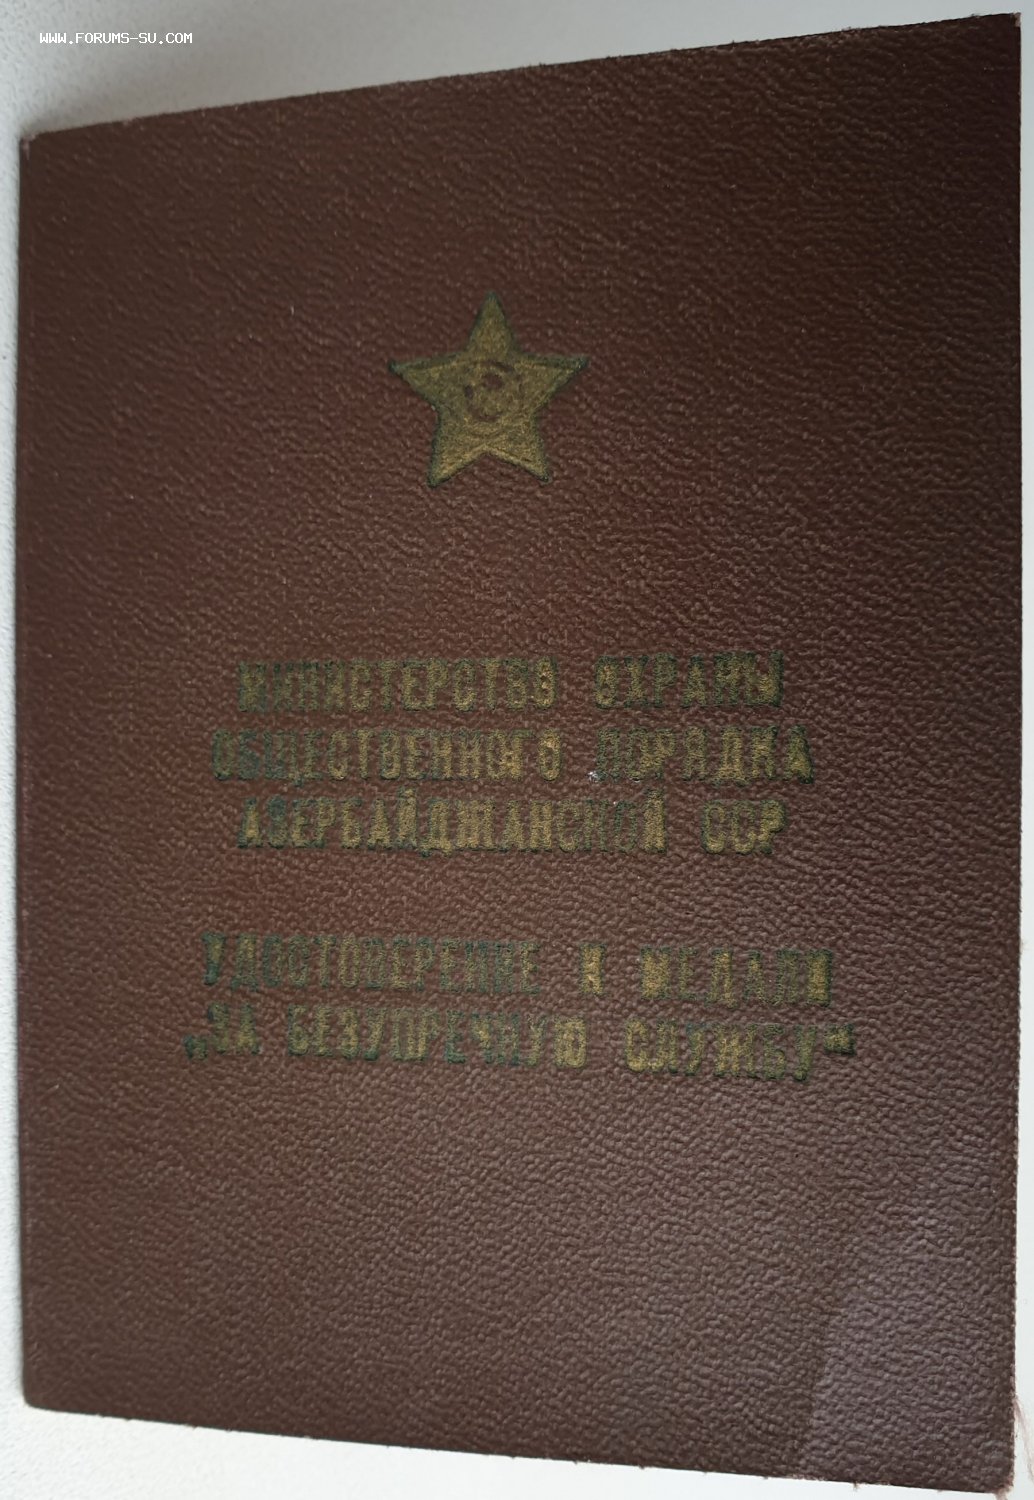 WWW.FORUMS-SU.COM
МИНИСТЕРСТВО ОХРАНЫ
ОБЩЕСТВЕННОГО ПОРЯДКА
АЗЕРБАЙДЖАНСКОЙ ССР
УДОСТОВЕРЕНИЕ К МЕДАЛИ
„ЗА БЕЗУПРЕЧНУЮ СЛУЖБУ“